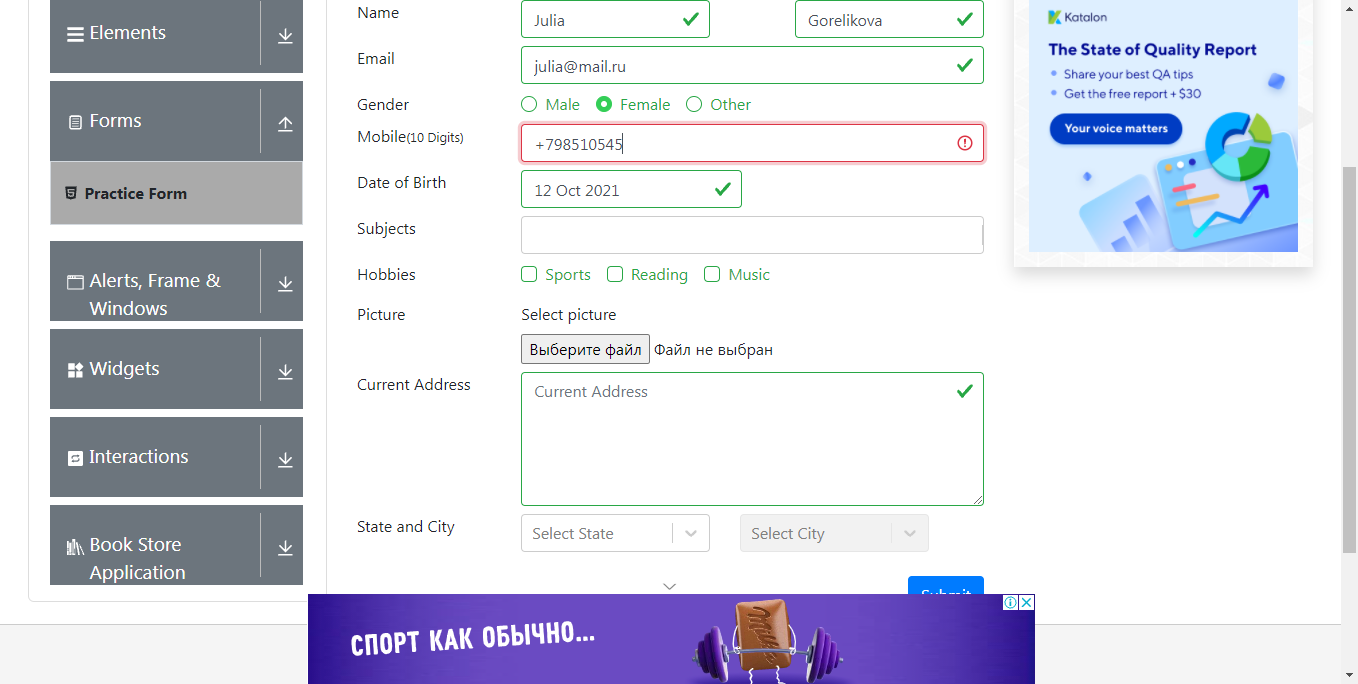 Elements
Forms
Practice Form
Alerts, Frame &
Windows
Widgets
Interactions
Book Store
Application
Name
Julia
Gorelikova
Email
julia@mail.ru
Gender
Male
Female
Other
Mobile(10 Digits)
+798510545
Date of Birth
12 Oct 2021
Subjects
Hobbies
Sports
Reading
Music
Picture
Select picture
Выберите файл
Файл не выбран
Current Address
Current Address
State and City
Select State
Select City
Submit
Katalon
The State of Quality Report
Share your best QA tips
Get the free report + $30
Your voice matters
СПОРТ КАК ОБЫЧНО...
Milka